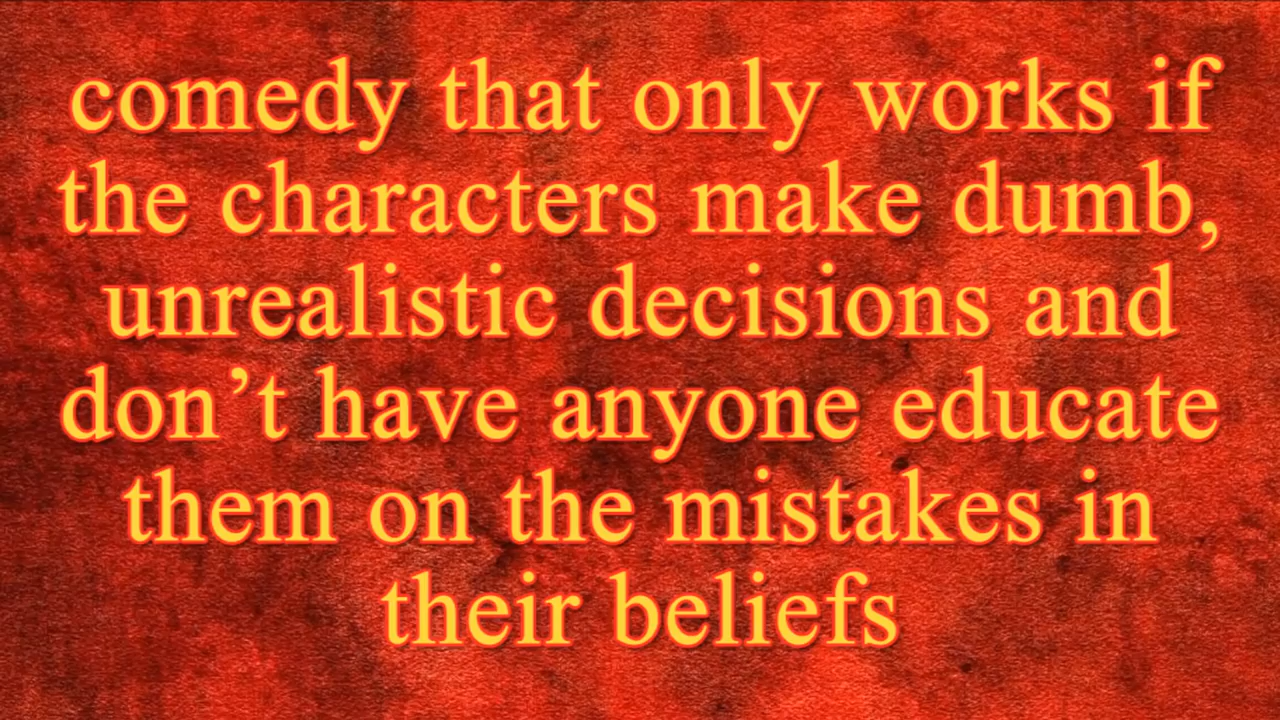 comedy that only works if
the characters make dumb,
unrealistic decisions and
don’t have anyone educate
them on the mistakes in
their beliefs